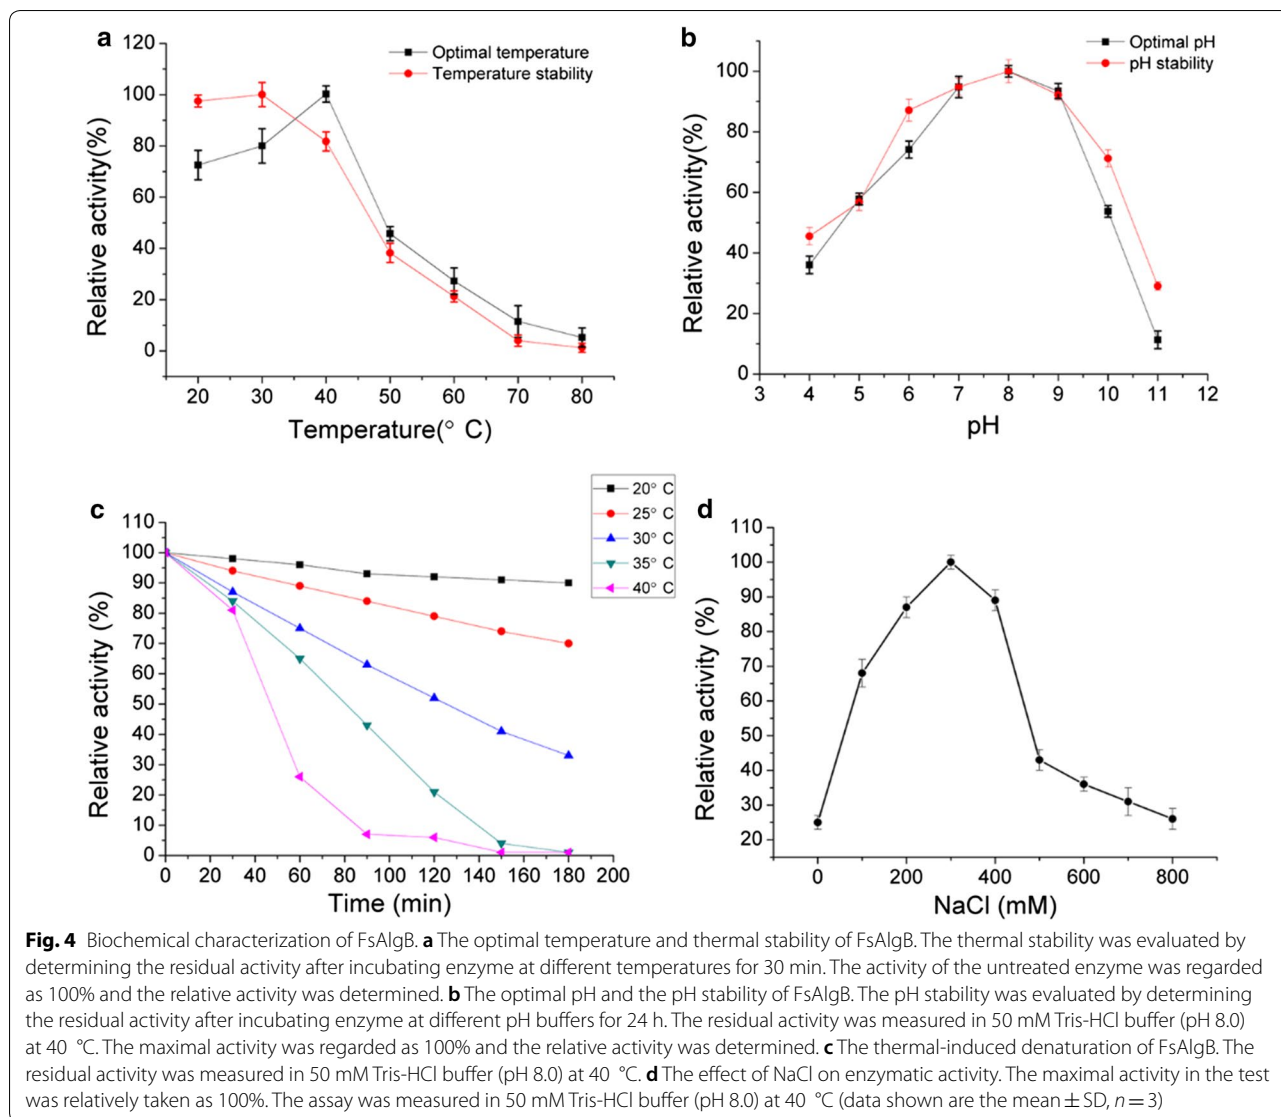 a
120
100
80
60
40
20
0
Relative activity(%)
Optimal temperature
Temperature stability
20 30 40 50 60 70 80
Temperature(° C)
b
100
80
60
40
20
0
Relative activity(%)
Optimal pH
pH stability
3 4 5 6 7 8 9 10 11 12
pH
c
110
100
90
80
70
60
50
40
30
20
10
0
Relative activity (%)
20° C
25° C
30° C
35° C
40° C
0 20 40 60 80 100 120 140 160 180 200
Time (min)
d
110
100
90
80
70
60
50
40
30
20
Relative activity (%)
0 200 400 600 800
NaCl (mM)
Fig. 4 Biochemical characterization of FsAlgB. a The optimal temperature and thermal stability of FsAlgB. The thermal stability was evaluated by
determining the residual activity after incubating enzyme at different temperatures for 30 min. The activity of the untreated enzyme was regarded
as 100% and the relative activity was determined. b The optimal pH and the pH stability of FsAlgB. The pH stability was evaluated by determining
the residual activity after incubating enzyme at different pH buffers for 24 h. The residual activity was measured in 50 mM Tris-HCl buffer (pH 8.0)
at 40 °C. The maximal activity was regarded as 100% and the relative activity was determined. c The thermal-induced denaturation of FsAlgB. The
residual activity was measured in 50 mM Tris-HCl buffer (pH 8.0) at 40 °C. d The effect of NaCl on enzymatic activity. The maximal activity in the test
was relatively taken as 100%. The assay was measured in 50 mM Tris-HCl buffer (pH 8.0) at 40 °C (data shown are the mean ± SD, n = 3)